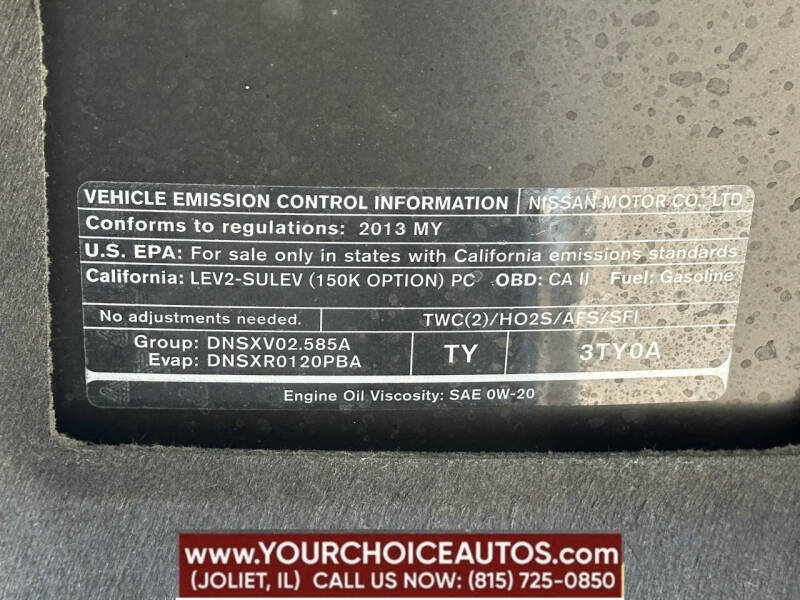 VEHICLE EMISSION CONTROL INFORMATION NISSAN MOTOR CO., LTD
Conforms to regulations: 2013 MY
U.S. EPA: For sale only in states with California emissions standards
California: LEV2-SULEV (150K OPTION) PC OBD: CA II Fuel: Gasoline
No adjustments needed. TWC(2)/HO2S/AFS/SFI
Group: DNSXV02.585A
Evap: DNSXR0120PBA
TY 3TY0A
Engine Oil Viscosity: SAE 0W-20
www.YOURCHOICEAUTOS.com
(JOLIET, IL) CALL US NOW: (815) 725-0850